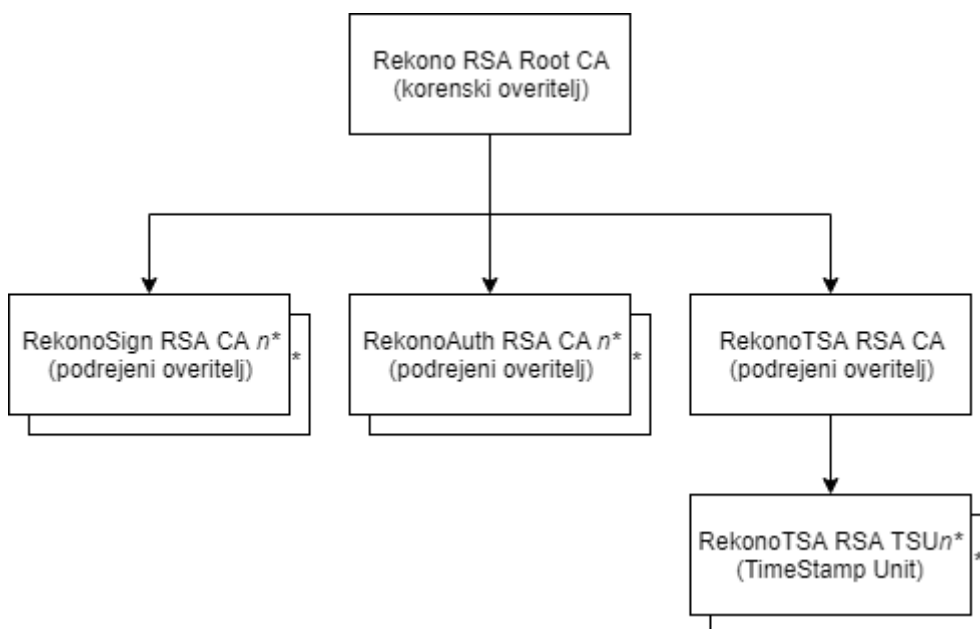 Rekono RSA Root CA
(korenski overitelj)
RekonoSign RSA CA n*
(podrejeni overitelj)
*
RekonoAuth RSA CA n*
(podrejeni overitelj)
*
RekonoTSA RSA CA
(podrejeni overitelj)
RekonoTSA RSA TSUn*
(TimeStamp Unit)
*